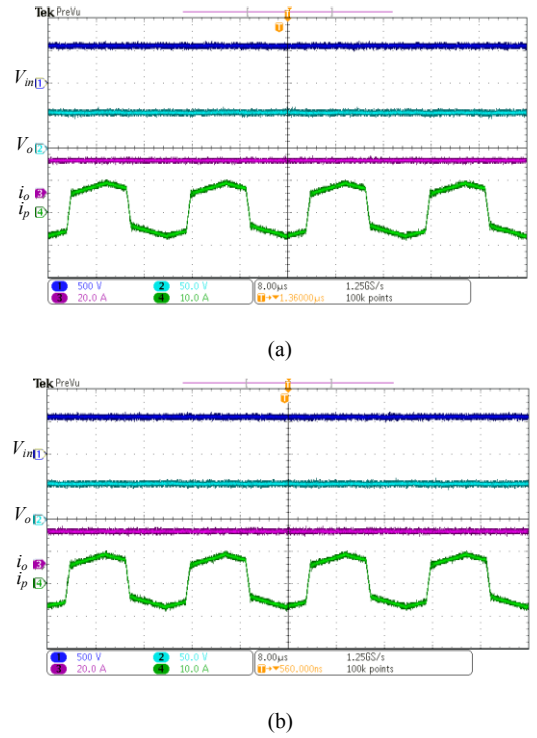 Tek PreVu
T
T
Vin 1
Vo 2
io 3
ip 4
1 500 V 2 50.0 V 8.00µs 1.25GS/s
3 20.0 A 4 10.0 A T→▼1.36000µs 100k points
(a)
Tek PreVu
T
T
Vin 1
Vo 2
io 3
ip 4
1 500 V 2 50.0 V 8.00µs 1.25GS/s
3 20.0 A 4 10.0 A T→▼560.000ns 100k points
(b)